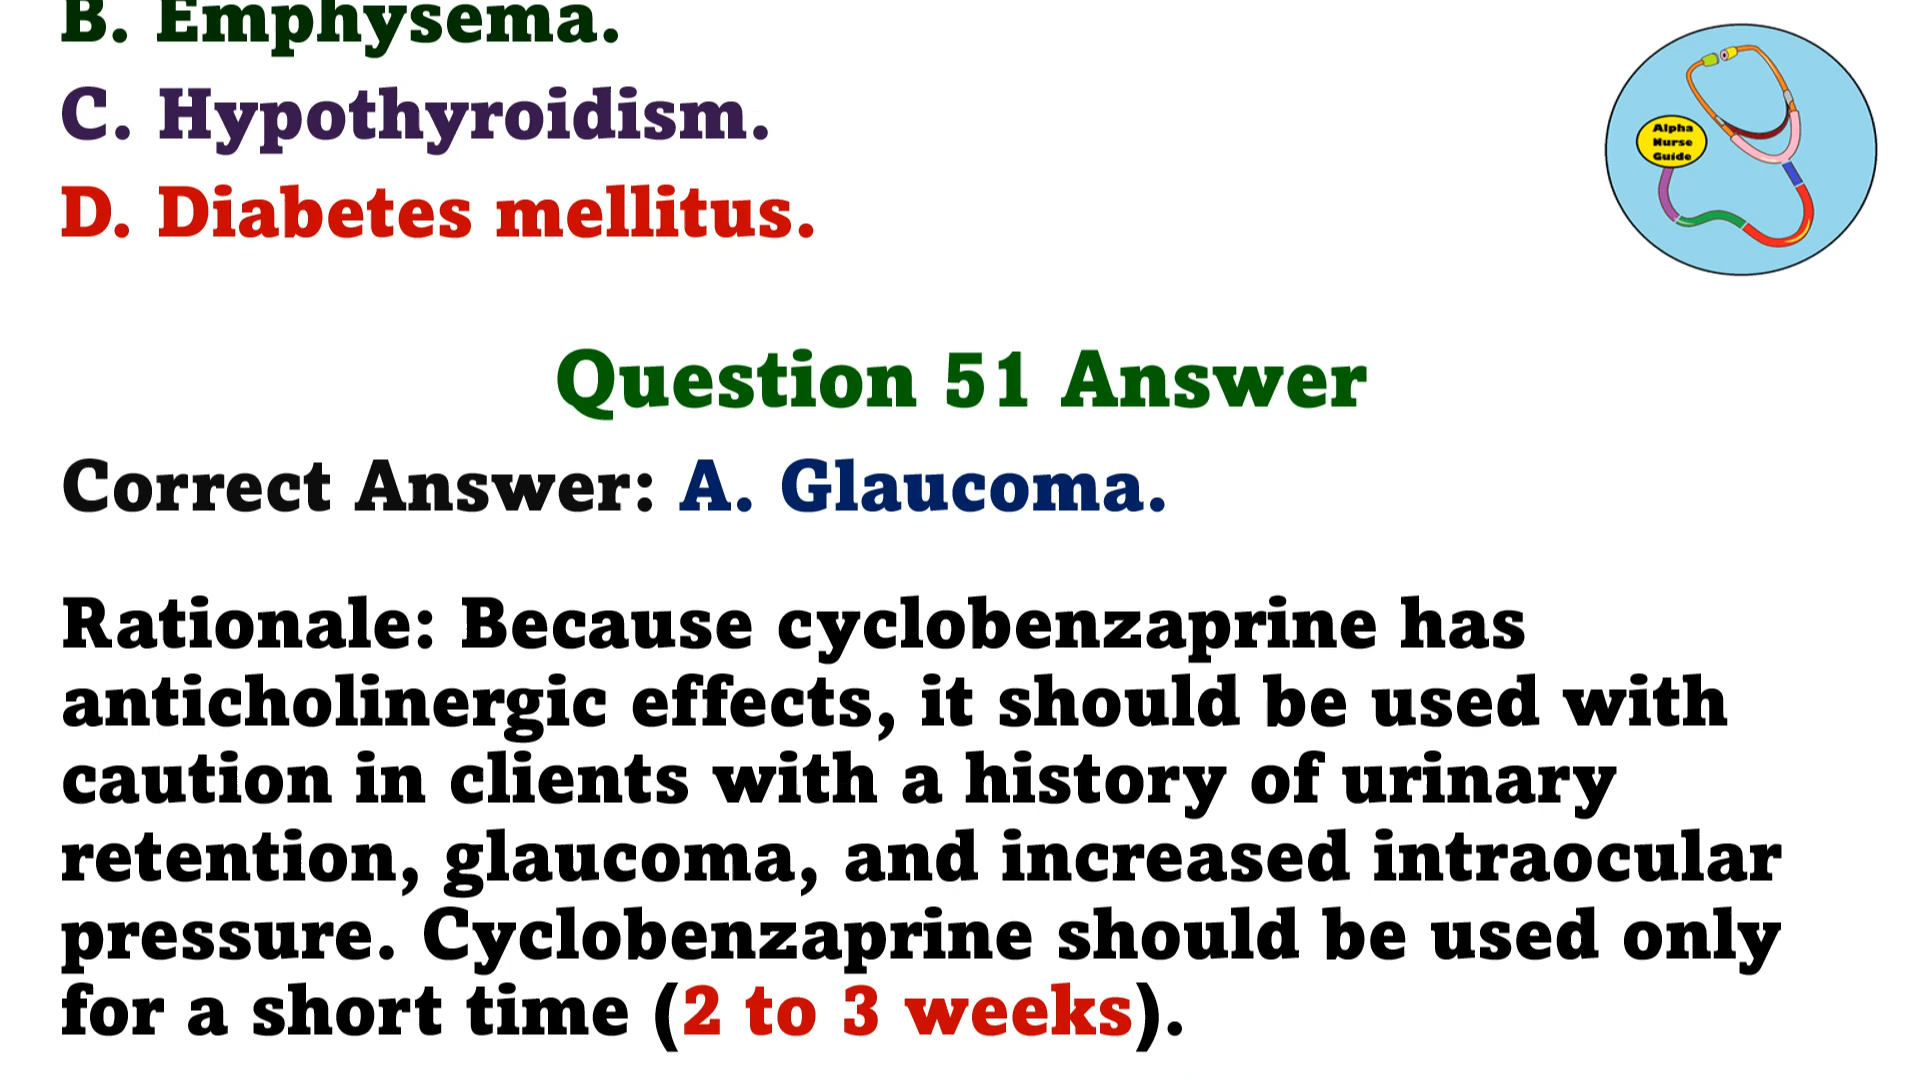 B. Emphysema.
C. Hypothyroidism.
D. Diabetes mellitus.
Alpha
Nurse
Guide
Question 51 Answer
Correct Answer: A. Glaucoma.
Rationale: Because cyclobenzaprine has
anticholinergic effects, it should be used with
caution in clients with a history of urinary
retention, glaucoma, and increased intraocular
pressure. Cyclobenzaprine should be used only
for a short time (2 to 3 weeks).